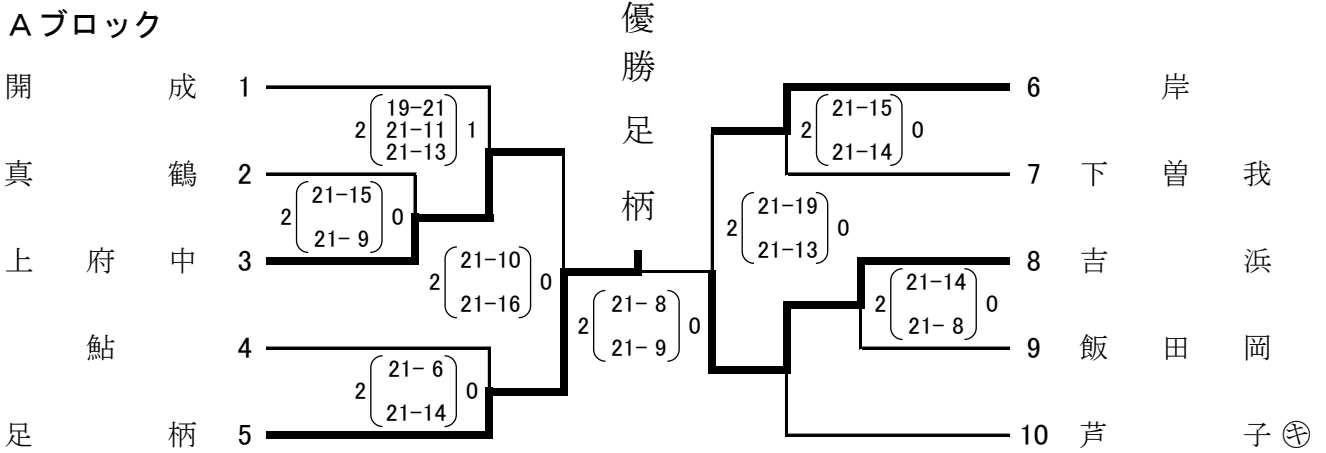 Aブロック
優勝 足柄
開成 1
2 (19-21 21-11 21-13) 1
真鶴 2
2 (21-15 21- 9) 0
上府中 3
2 (21-10 21-16) 0
鮎 4
2 (21- 6 21-14) 0
足柄 5
2 (21- 8 21- 9) 0
6 岸
2 (21-15 21-14) 0
7 下曽我
2 (21-19 21-13) 0
8 吉浜
2 (21-14 21- 8) 0
9 飯田岡
10 芦子 ㋖